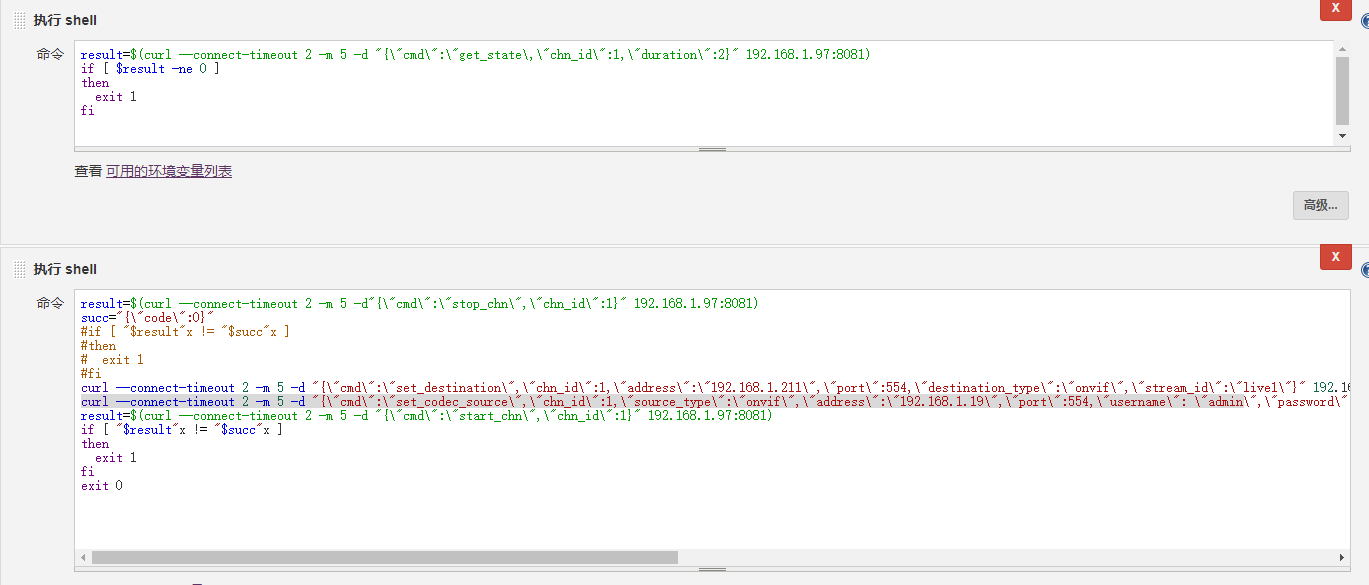 执行 shell
X
命令
result=$(curl --connect-timeout 2 -m 5 -d "{\"cmd\":\"get_state\,\"chn_id\":1,\"duration\":2}" 192.168.1.97:8081)
if [ $result -ne 0 ]
then
  exit 1
fi
查看 可用的环境变量列表
高级...
执行 shell
X
命令
result=$(curl --connect-timeout 2 -m 5 -d"{\"cmd\":\"stop_chn\",\"chn_id\":1}" 192.168.1.97:8081)
succ="{\"code\":0}"
#if [ "$result"x != "$succ"x ]
#then
#  exit 1
#fi
curl --connect-timeout 2 -m 5 -d "{\"cmd\":\"set_destination\",\"chn_id\":1,\"address\":\"192.168.1.211\",\"port\":554,\"destination_type\":\"onvif\",\"stream_id\":\"live1\"}" 192.16
curl --connect-timeout 2 -m 5 -d "{\"cmd\":\"set_codec_source\",\"chn_id\":1,\"source_type\":\"onvif\",\"address\":\"192.168.1.19\",\"port\":554,\"username\": \"admin\",\"password\"
result=$(curl --connect-timeout 2 -m 5 -d "{\"cmd\":\"start_chn\",\"chn_id\":1}" 192.168.1.97:8081)
if [ "$result"x != "$succ"x ]
then
  exit 1
fi
exit 0